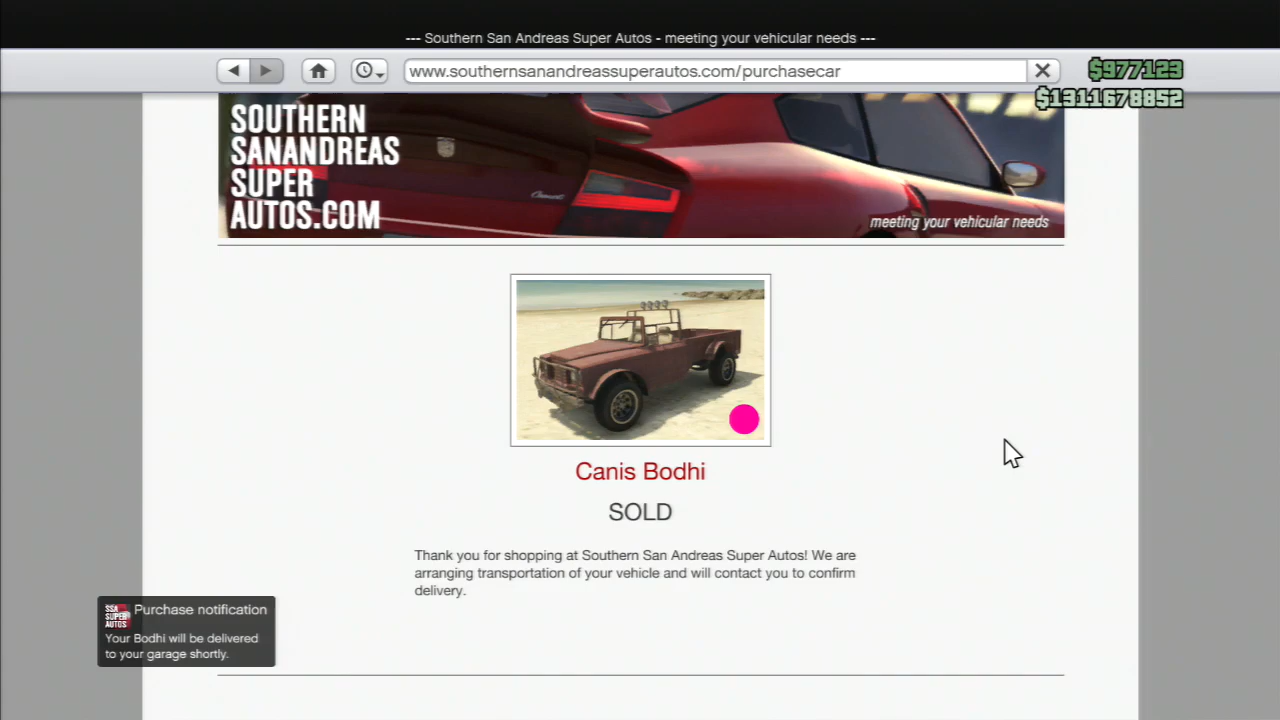 --- Southern San Andreas Super Autos - meeting your vehicular needs ---
www.southernsanandreassuperautos.com/purchasecar
$977123
$1311678852
SOUTHERN
SANANDREAS
SUPER
AUTOS.COM
meeting your vehicular needs
Canis Bodhi
SOLD
Thank you for shopping at Southern San Andreas Super Autos! We are
arranging transportation of your vehicle and will contact you to confirm
delivery.
SSA
SUPER
AUTOS
Purchase notification
Your Bodhi will be delivered
to your garage shortly.